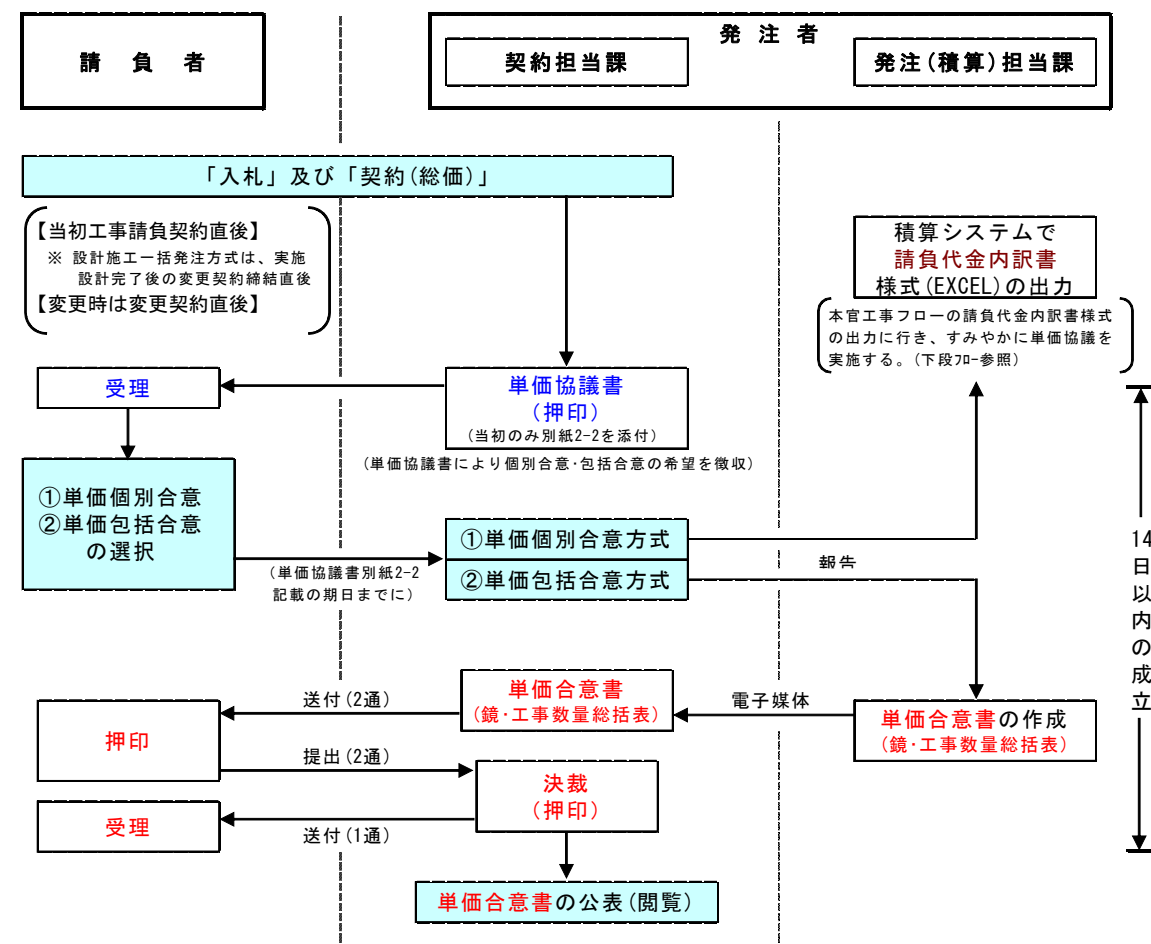 請負者
発注者
契約担当課
発注(積算)担当課
「入札」及び「契約(総価)」
【当初工事請負契約直後】
※ 設計施工一括発注方式は、実施
設計完了後の変更契約締結直後
【変更時は変更契約直後】
積算システムで
請負代金内訳書
様式(EXCEL)の出力
本官工事フローの請負代金内訳書様式
の出力に行き、すみやかに単価協議を
実施する。(下段フロー参照)
受理
単価協議書
(押印)
(当初のみ別紙2-2を添付)
(単価協議書により個別合意・包括合意の希望を徴収)
①単価個別合意
②単価包括合意
の選択
(単価協議書別紙2-2
記載の期日までに)
①単価個別合意方式
②単価包括合意方式
報告
14日以内の成立
単価合意書の作成
(鏡・工事数量総括表)
電子媒体
単価合意書
(鏡・工事数量総括表)
送付(2通)
押印
提出(2通)
決裁
(押印)
送付(1通)
受理
単価合意書の公表(閲覧)